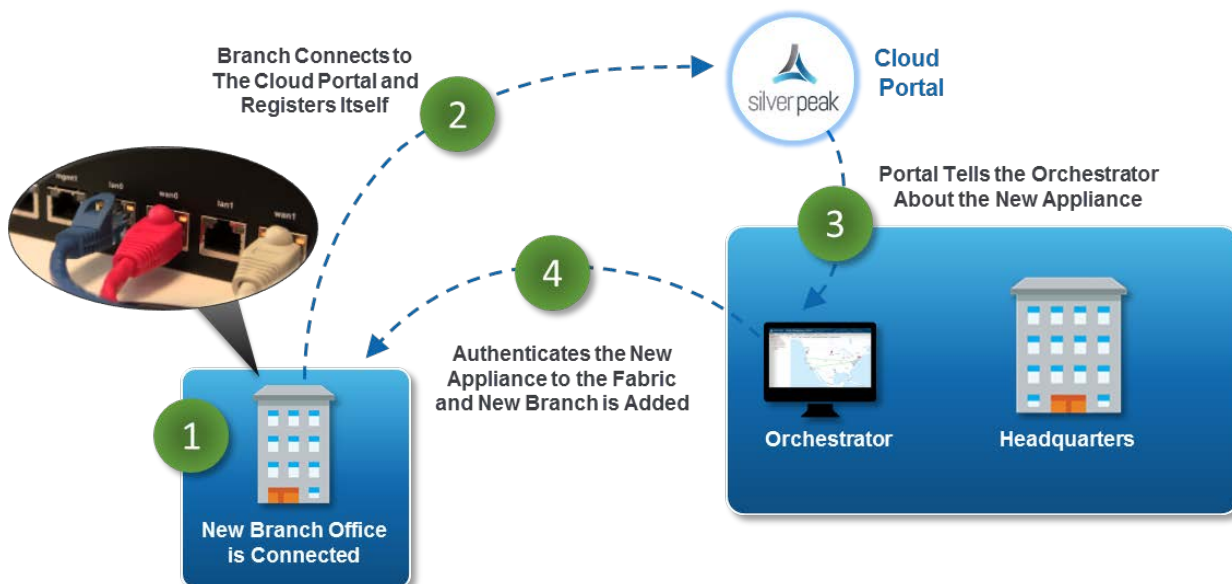 Branch Connects to
The Cloud Portal and
Registers Itself
2
silver peak
Cloud
Portal
mgmt1
lan0
wan0
lan1
wan1
Portal Tells the Orchestrator
About the New Appliance
3
4
Authenticates the New
Appliance to the Fabric
and New Branch is Added
1
New Branch Office
is Connected
Orchestrator
Headquarters